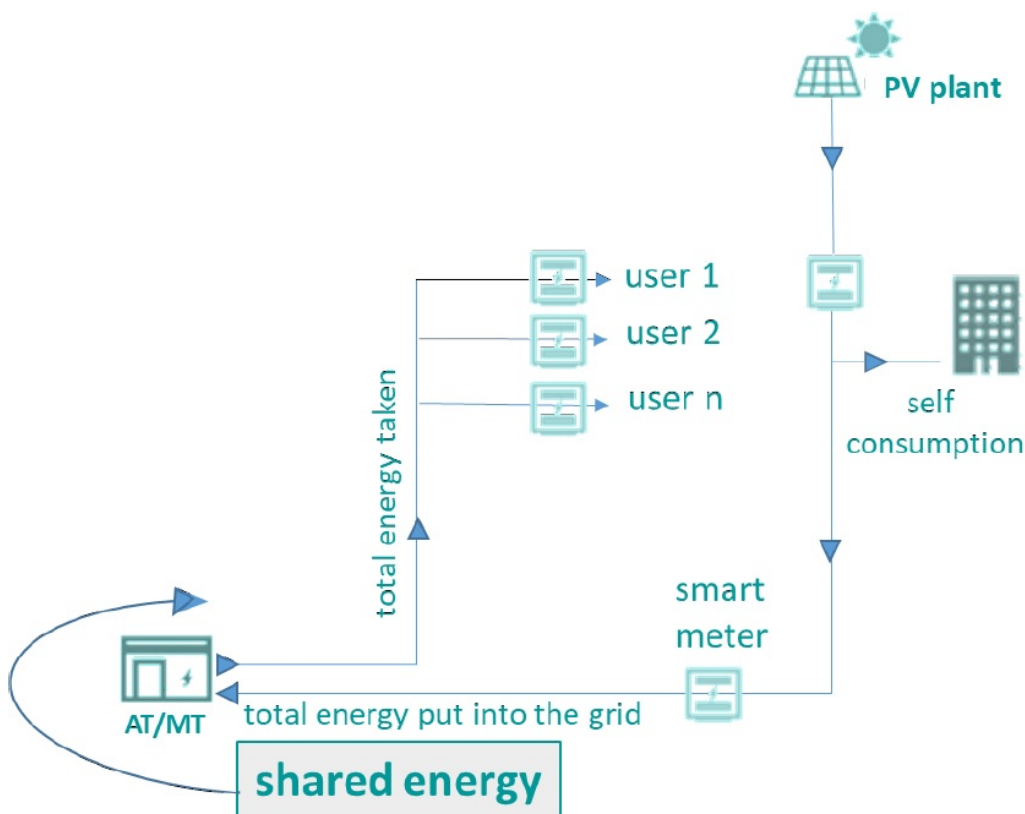 PV plant
user 1
user 2
user n
self
consumption
total energy taken
smart
meter
AT/MT
total energy put into the grid
shared energy